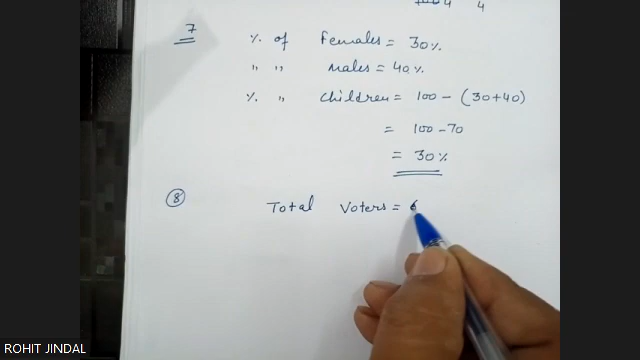 7 % of Females = 30%
" " males = 40%
% " Children = 100 - (30+40)
= 100-70
= 30%
8 Total Voters = 6
ROHIT JINDAL